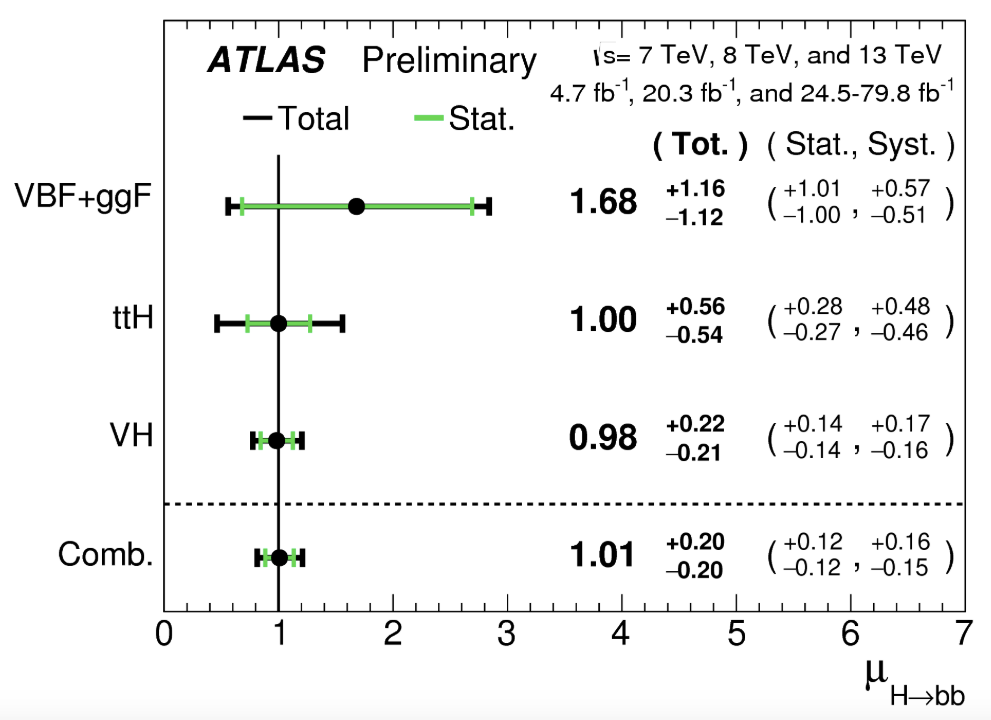 ATLAS Preliminary
√s= 7 TeV, 8 TeV, and 13 TeV
4.7 fb⁻¹, 20.3 fb⁻¹, and 24.5-79.8 fb⁻¹
Total Stat.
( Tot. ) ( Stat., Syst. )
VBF+ggF 1.68 +1.16 −1.12 ( +1.01 −1.00 , +0.57 −0.51 )
ttH 1.00 +0.56 −0.54 ( +0.28 −0.27 , +0.48 −0.46 )
VH 0.98 +0.22 −0.21 ( +0.14 −0.14 , +0.17 −0.16 )
Comb. 1.01 +0.20 −0.20 ( +0.12 −0.12 , +0.16 −0.15 )
0 1 2 3 4 5 6 7
μ H→bb